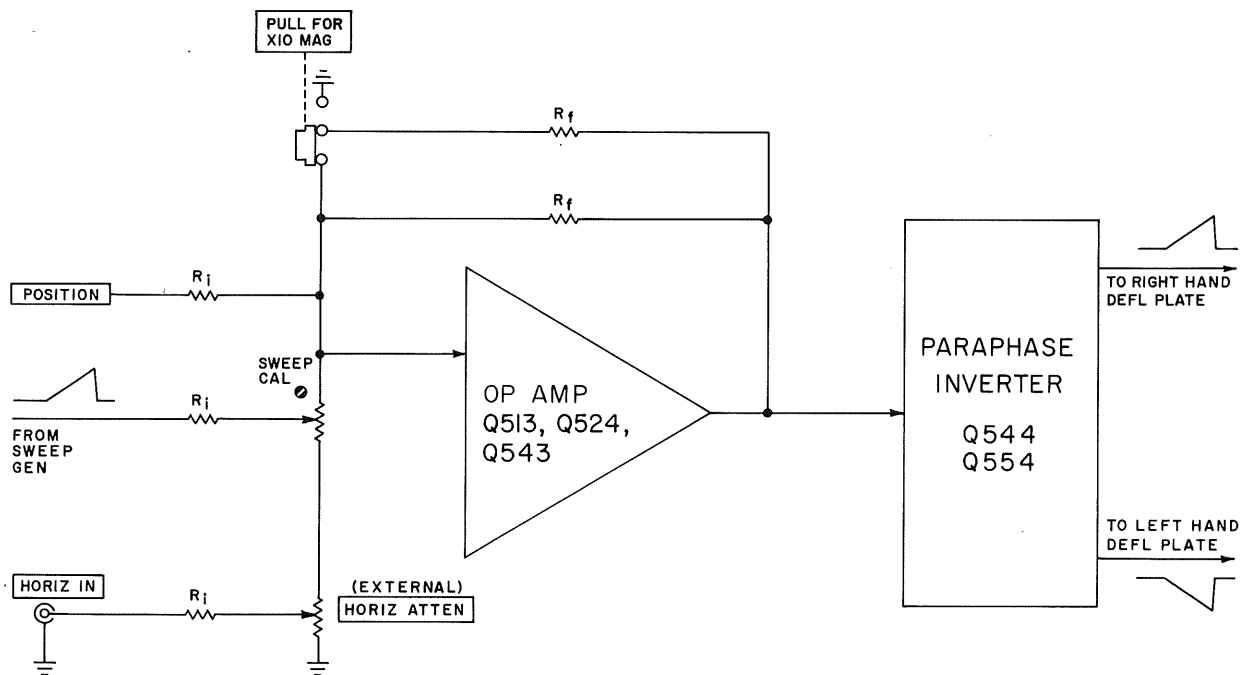 PULL FOR
X10 MAG
Rf
Rf
POSITION
Ri
SWEEP
CAL
Ri
FROM
SWEEP
GEN
OP AMP
Q513, Q524,
Q543
PARAPHASE
INVERTER
Q544
Q554
TO RIGHT HAND
DEFL PLATE
TO LEFT HAND
DEFL PLATE
HORIZ IN
Ri
(EXTERNAL)
HORIZ ATTEN